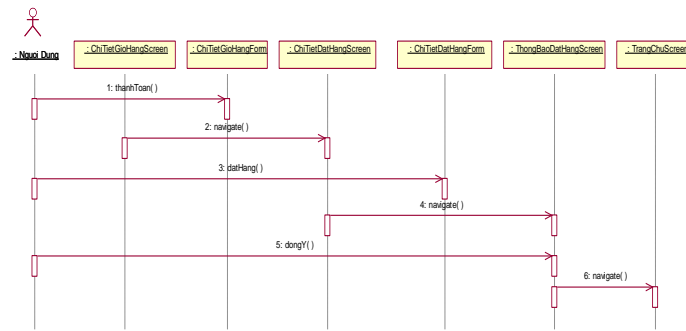 : Nguoi Dung
: ChiTietGioHangScreen
: ChiTietGioHangForm
: ChiTietDatHangScreen
: ChiTietDatHangForm
: ThongBaoDatHangScreen
: TrangChuScreen
1: thanhToan( )
2: navigate( )
3: datHang( )
4: navigate( )
5: dongY( )
6: navigate( )